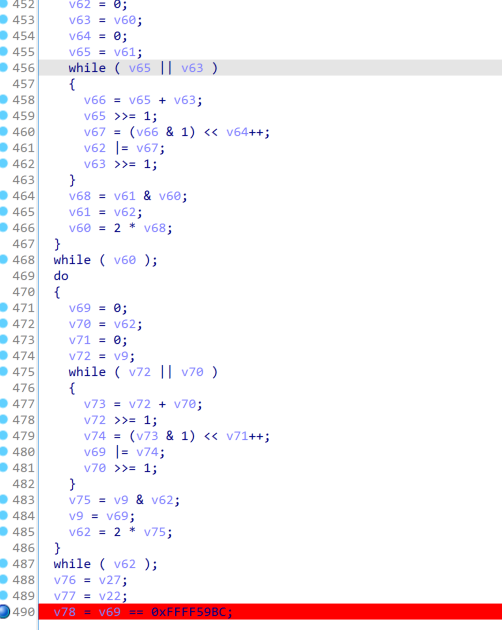 452 v62 = 0;
453 v63 = v60;
454 v64 = 0;
455 v65 = v61;
456 while ( v65 || v63 )
457 {
458 v66 = v65 + v63;
459 v65 >>= 1;
460 v67 = (v66 & 1) << v64++;
461 v62 |= v67;
462 v63 >>= 1;
463 }
464 v68 = v61 & v60;
465 v61 = v62;
466 v60 = 2 * v68;
467 }
468 while ( v60 );
469 do
470 {
471 v69 = 0;
472 v70 = v62;
473 v71 = 0;
474 v72 = v9;
475 while ( v72 || v70 )
476 {
477 v73 = v72 + v70;
478 v72 >>= 1;
479 v74 = (v73 & 1) << v71++;
480 v69 |= v74;
481 v70 >>= 1;
482 }
483 v75 = v9 & v62;
484 v9 = v69;
485 v62 = 2 * v75;
486 }
487 while ( v62 );
488 v76 = v27;
489 v77 = v22;
490 v78 = v69 == 0xFFFF59BC;